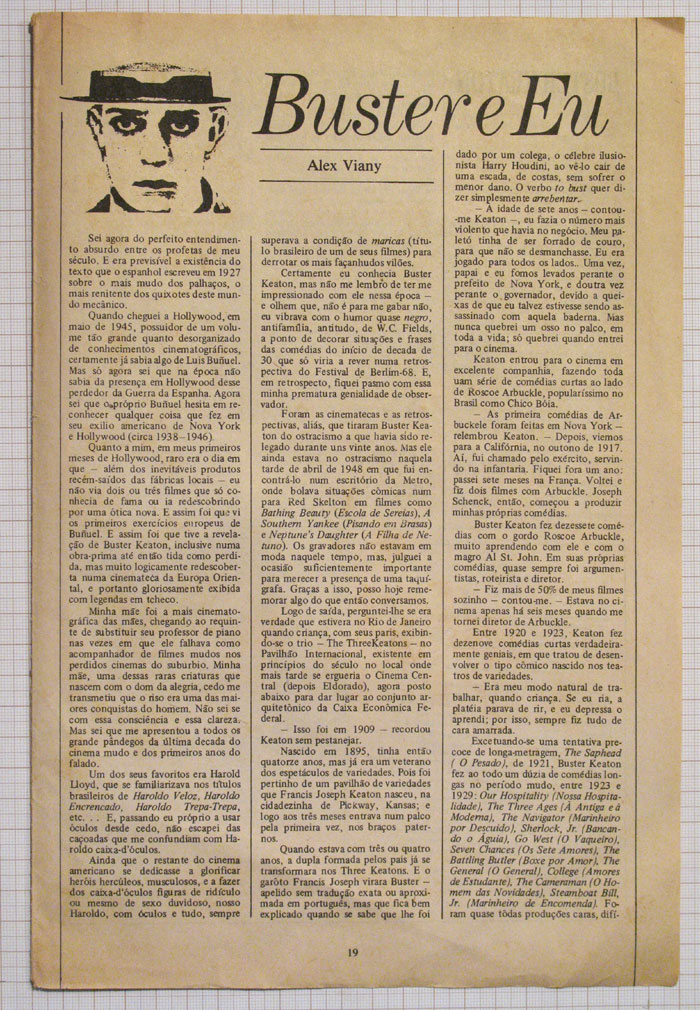 Buster e Eu
Alex Viany
Sei agora do perfeito entendimen-
to absurdo entre os profetas de meu
século. E era previsível a existência do
texto que o espanhol escreveu em 1927
sobre o mais mudo dos palhaços, o
mais renitente dos quixotes deste mun-
do mecânico.
Quando cheguei a Hollywood, em
maio de 1945, possuidor de um volu-
me tão grande quanto desorganizado
de conhecimentos cinematográficos,
certamente já sabia algo de Luis Buñuel.
Mas só agora sei que na época não
sabia da presença em Hollywood desse
perdedor da Guerra da Espanha. Agora
sei que o próprio Buñuel hesita em re-
conhecer qualquer coisa que fez em
seu exílio americano de Nova York
e Hollywood (circa 1938–1946).
Quanto a mim, em meus primeiros
meses de Hollywood, raro era o dia em
que — além dos inevitáveis produtos
recém-saídos das fábricas locais — eu
não via dois ou três filmes que só co-
nhecia de fama ou ia redescobrindo
por uma ótica nova. E assim foi que vi
os primeiros exercícios europeus de
Buñuel. E assim foi que tive a revela-
ção de Buster Keaton, inclusive numa
obra-prima até então tida como perdi-
da, mas muito logicamente redescober-
ta numa cinemateca da Europa Orien-
tal, e portanto gloriosamente exibida
com legendas em tcheco.
Minha mãe foi a mais cinemato-
gráfica das mães, chegando ao requin-
te de substituir seu professor de piano
nas vezes em que ele falhava como
acompanhador de filmes mudos nos
perdidos cinemas do suburbio. Minha
mãe, uma dessas raras criaturas que
nascem com o dom da alegria, cedo me
transmetiu que o riso era uma das mai-
ores conquistas do homem. Não sei se
com essa consciência e essa clareza.
Mas sei que me apresentou a todos os
grande pândegos da última decada do
cinema mudo e dos primeiros anos do
falado.
Um dos seus favoritos era Harold
Lloyd, que se familiarizava nos títulos
brasileiros de Haroldo Veloz, Haroldo
Encrencado, Haroldo Trepa-Trepa,
etc. . . E, passando eu próprio a usar
óculos desde cedo, não escapei das
caçoadas que me confundiam com Ha-
roldo caixa-d'óculos.
Ainda que o restante do cinema
americano se dedicasse a glorificar
heróis hercúleos, musculosos, e a fazer
dos caixa-d'óculos figuras de ridículo
ou mesmo de sexo duvidoso, nosso
Haroldo, com óculos e tudo, sempre
superava a condição de maricas (títu-
lo brasileiro de um de seus filmes) para
derrotar os mais façanhudos vilões.
Certamente eu conhecia Buster
Keaton, mas não me lembro de ter me
impressionado com ele nessa época —
e olhem que, não é para me gabar não,
eu vibrava com o humor quase negro,
antifamília, antitudo, de W.C. Fields,
a ponto de decorar situações e frases
das comédias do início de decada de
30 que só viria a rever numa retros-
pectiva do Festival de Berlim-68. E,
em retrospecto, fiquei pasmo com essa
minha prematura genialidade de obser-
vador.
Foram as cinematecas e as retros-
pectivas, aliás, que tiraram Buster Kea-
ton do ostracismo a que havia sido re-
legado durante uns vinte anos. Mas ele
ainda estava no ostracismo naquela
tarde de abril de 1948 em que fui en-
contrá-lo num escritório da Metro,
onde bolava situações cômicas num
para Red Skelton em filmes como
Bathing Beauty (Escola de Sereias), A
Southern Yankee (Pisando em Brasas)
e Neptune's Daughter (A Filha de Ne-
tuno). Os gravadores não estavam em
moda naquele tempo, mas, julguei a
ocasião suficientemente importante
para merecer a presença de uma taquí-
grafa. Graças a isso, posso hoje reme-
morar algo do que então conversamos.
Logo de saída, perguntei-lhe se era
verdade que estivera no Rio de Janeiro
quando criança, com seus pais, exibin-
do-se o trio — The ThreeKeatons — no
Pavilhão Internacional, existente em
princípios do século no local onde
mais tarde se ergueria o Cinema Cen-
tral (depois Eldorado), agora posto
abaixo para dar lugar ao conjunto ar-
quitetônico da Caixa Econômica Fe-
deral.
— Isso foi em 1909 — recordou
Keaton sem pestanejar.
Nascido em 1895, tinha então
quatorze anos, mas já era um veterano
dos espetáculos de variedades. Pois foi
pertinho de um pavilhão de variedades
que Francis Joseph Keaton nasceu, na
cidadezinha de Pickway, Kansas; e
logo aos três meses entrava num palco
pela primeira vez, nos braços pater-
nos.
Quando estava com três ou quatro
anos, a dupla formada pelos pais já se
transformara nos Three Keatons. E o
garôto Francis Joseph virara Buster —
apelido sem tradução exata ou aproxi-
mada em português, mas que fica bem
explicado quando se sabe que lhe foi
dado por um colega, o célebre ilusio-
nista Harry Houdini, ao vê-lo cair de
uma escada, de costas, sem sofrer o
menor dano. O verbo to bust quer di-
zer simplesmente arrebentar.
— À idade de sete anos — contou-
-me Keaton —, eu fazia o número mais
violento que havia no negócio. Meu pa-
letó tinha de ser forrado de couro,
para que não se desmanchasse. Eu era
jogado para todos os lados.. Uma vez,
papai e eu fomos levados perante o
prefeito de Nova York, e doutra vez
perante o governador, devido a quei-
xas de que eu talvez estivesse sendo as-
sassinado com aquela baderna. Mas
nunca quebrei um osso no palco, em
toda a vida; só quebrei quando entrei
para o cinema.
Keaton entrou para o cinema em
excelente companhia, fazendo toda
uam série de comédias curtas ao lado
de Roscoe Arbuckle, popularíssimo no
Brasil como Chico Bóia.
— As primeira comédias de Ar-
buckele foram feitas em Nova York —
relembrou Keaton. — Depois, viemos
para a Califórnia, no outono de 1917.
Aí, fui chamado pelo exército, servin-
do na infantaria. Fiquei fora um ano:
passei sete meses na França. Voltei e
fiz dois filmes com Arbuckle. Joseph
Schenck, então, começou a produzir
minhas próprias comédias.
Buster Keaton fez dezessete comé-
dias com o gordo Roscoe Arbuckle,
muito aprendendo com ele e com o
magro Al St. John. Em suas próprias
comédias, quase sempre foi argumen-
tistas, roteirista e diretor.
— Fiz mais de 50% de meus filmes
sozinho — contou-me. — Estava no ci-
nema apenas há seis meses quando me
tornei diretor de Arbuckle.
Entre 1920 e 1923, Keaton fez
dezenove comédias curtas verdadeira-
mente geniais, em que tratou de desen-
volver o tipo cômico nascido nos tea-
tros de variedades.
— Era meu modo natural de tra-
balhar, quando criança. Se eu ria, a
platéia parava de rir, e eu depressa o
aprendi; por isso, sempre fiz tudo de
cara amarrada.
Excetuando-se uma tentativa pre-
coce de longa-metragem, The Saphead
( O Pesado), de 1921, Buster Keaton
fez ao todo um dúzia de comédias lon-
gas no período mudo, entre 1923 e
1929: Our Hospitality (Nossa Hospita-
lidade), The Three Ages (À Antiga e à
Moderna), The Navigator (Marinheiro
por Descuido), Sherlock, Jr. (Bancan-
do o Aguia), Go West (O Vaqueiro),
Seven Chances (Os Sete Amores), The
Battling Butler (Boxe por Amor), The
General (O General), College (Amores
de Estudante), The Cameraman (O Ho-
mem das Novidades), Steamboat Bill,
Jr. (Marinheiro de Encomenda). Fo-
ram quase tôdas produções caras, difí-
19